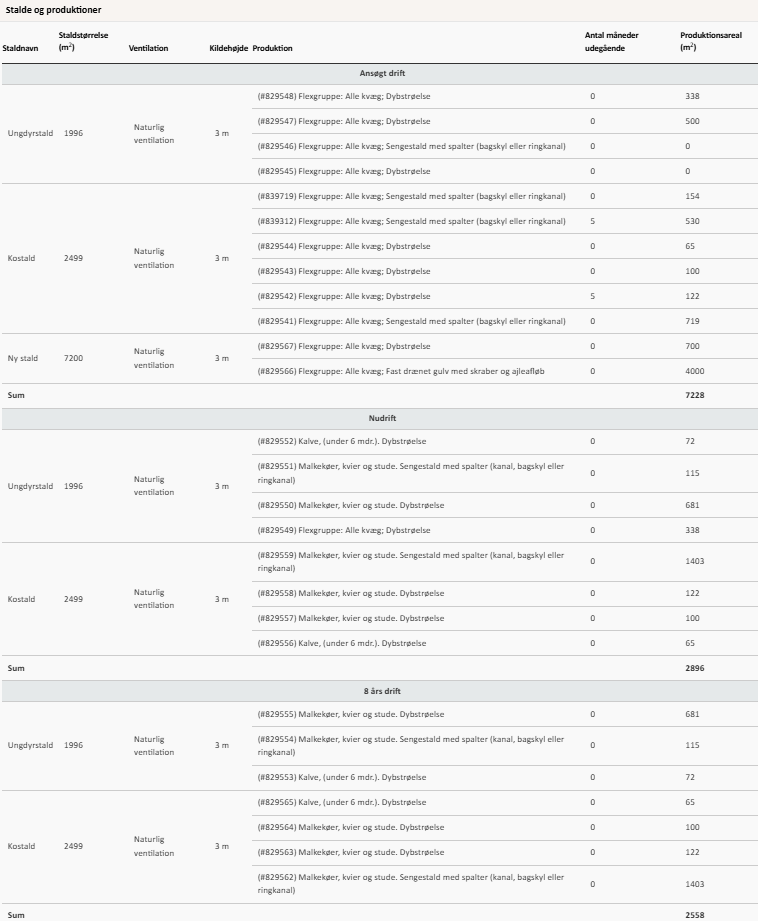 Stalde og produktioner
Staldnavn Staldstørrelse (m²) Ventilation Kildehøjde Produktion Antal måneder udegående Produktionsareal (m²)
Ansøgt drift
Ungdyrstald 1996 Naturlig ventilation 3 m
(#829548) Flexgruppe: Alle kvæg; Dybstrøelse 0 338
(#829547) Flexgruppe: Alle kvæg; Dybstrøelse 0 500
(#829546) Flexgruppe: Alle kvæg; Sengestald med spalter (bagskyl eller ringkanal) 0 0
(#829545) Flexgruppe: Alle kvæg; Dybstrøelse 0 0
Kostald 2499 Naturlig ventilation 3 m
(#839719) Flexgruppe: Alle kvæg; Sengestald med spalter (bagskyl eller ringkanal) 0 154
(#839312) Flexgruppe: Alle kvæg; Sengestald med spalter (bagskyl eller ringkanal) 5 530
(#829544) Flexgruppe: Alle kvæg; Dybstrøelse 0 65
(#829543) Flexgruppe: Alle kvæg; Dybstrøelse 0 100
(#829542) Flexgruppe: Alle kvæg; Dybstrøelse 5 122
(#829541) Flexgruppe: Alle kvæg; Sengestald med spalter (bagskyl eller ringkanal) 0 719
Ny stald 7200 Naturlig ventilation 3 m
(#829567) Flexgruppe: Alle kvæg; Dybstrøelse 0 700
(#829566) Flexgruppe: Alle kvæg; Fast drænet gulv med skraber og ajleafløb 0 4000
Sum 7228
Nudrift
Ungdyrstald 1996 Naturlig ventilation 3 m
(#829552) Kalve, (under 6 mdr.). Dybstrøelse 0 72
(#829551) Malkekøer, kvier og stude. Sengestald med spalter (kanal, bagskyl eller
ringkanal) 0 115
(#829550) Malkekøer, kvier og stude. Dybstrøelse 0 681
(#829549) Flexgruppe: Alle kvæg; Dybstrøelse 0 338
Kostald 2499 Naturlig ventilation 3 m
(#829559) Malkekøer, kvier og stude. Sengestald med spalter (kanal, bagskyl eller
ringkanal) 0 1403
(#829558) Malkekøer, kvier og stude. Dybstrøelse 0 122
(#829557) Malkekøer, kvier og stude. Dybstrøelse 0 100
(#829556) Kalve, (under 6 mdr.). Dybstrøelse 0 65
Sum 2896
8 års drift
Ungdyrstald 1996 Naturlig ventilation 3 m
(#829555) Malkekøer, kvier og stude. Dybstrøelse 0 681
(#829554) Malkekøer, kvier og stude. Sengestald med spalter (kanal, bagskyl eller
ringkanal) 0 115
(#829553) Kalve, (under 6 mdr.). Dybstrøelse 0 72
Kostald 2499 Naturlig ventilation 3 m
(#829565) Kalve, (under 6 mdr.). Dybstrøelse 0 65
(#829564) Malkekøer, kvier og stude. Dybstrøelse 0 100
(#829563) Malkekøer, kvier og stude. Dybstrøelse 0 122
(#829562) Malkekøer, kvier og stude. Sengestald med spalter (kanal, bagskyl eller
ringkanal) 0 1403
Sum 2558